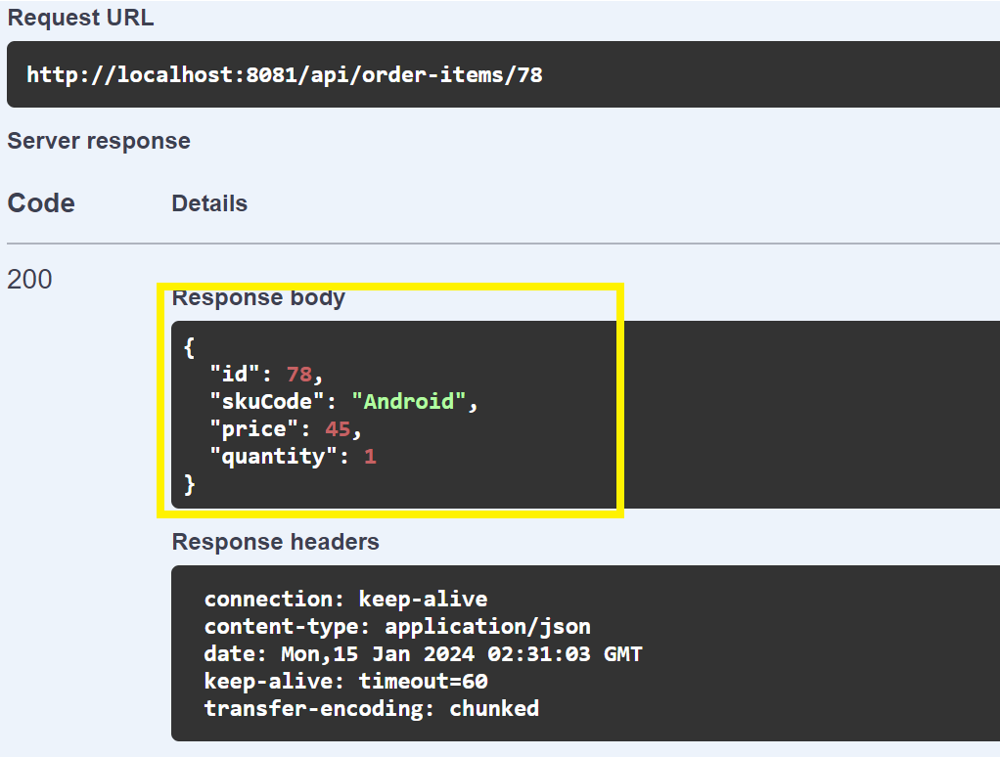 Request URL
http://localhost:8081/api/order-items/78
Server response
Code Details
200
Response body
{
  "id": 78,
  "skuCode": "Android",
  "price": 45,
  "quantity": 1
}
Response headers
connection: keep-alive
content-type: application/json
date: Mon,15 Jan 2024 02:31:03 GMT
keep-alive: timeout=60
transfer-encoding: chunked